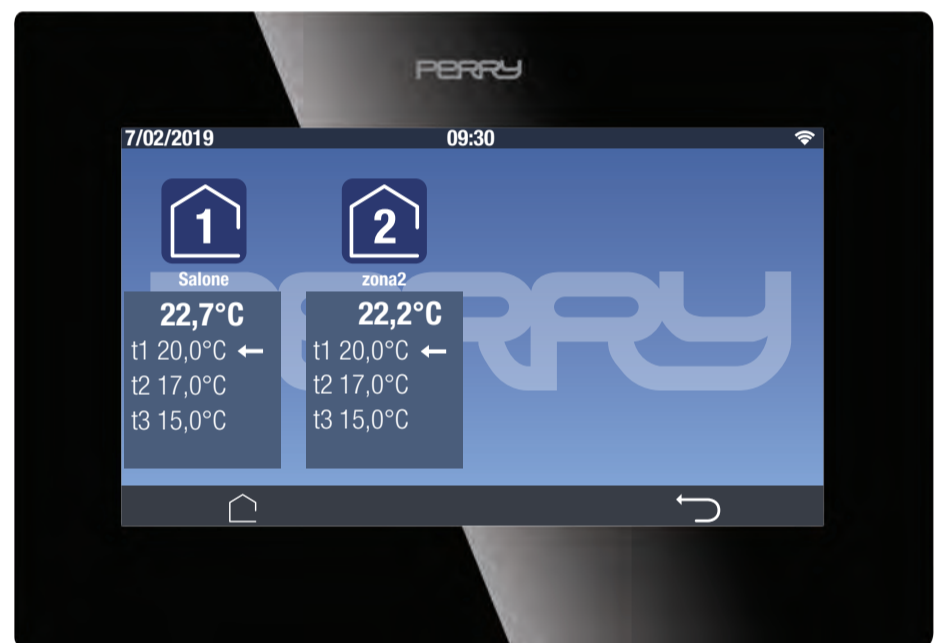 PERRY
7/02/2019 09:30
1
Salone
22,7°C
t1 20,0°C ←
t2 17,0°C
t3 15,0°C
2
zona2
22,2°C
t1 20,0°C ←
t2 17,0°C
t3 15,0°C
PERRY